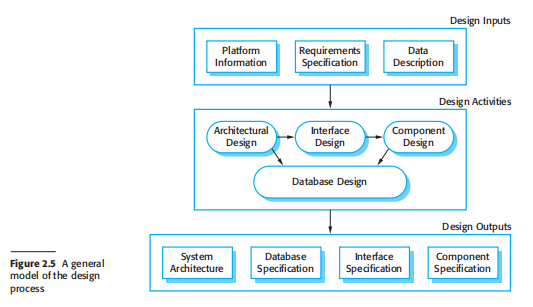 Design Inputs
Platform
Information
Requirements
Specification
Data
Description
Design Activities
Architectural
Design
Interface
Design
Component
Design
Database Design
Design Outputs
System
Architecture
Database
Specification
Interface
Specification
Component
Specification
Figure 2.5 A general
model of the design
process